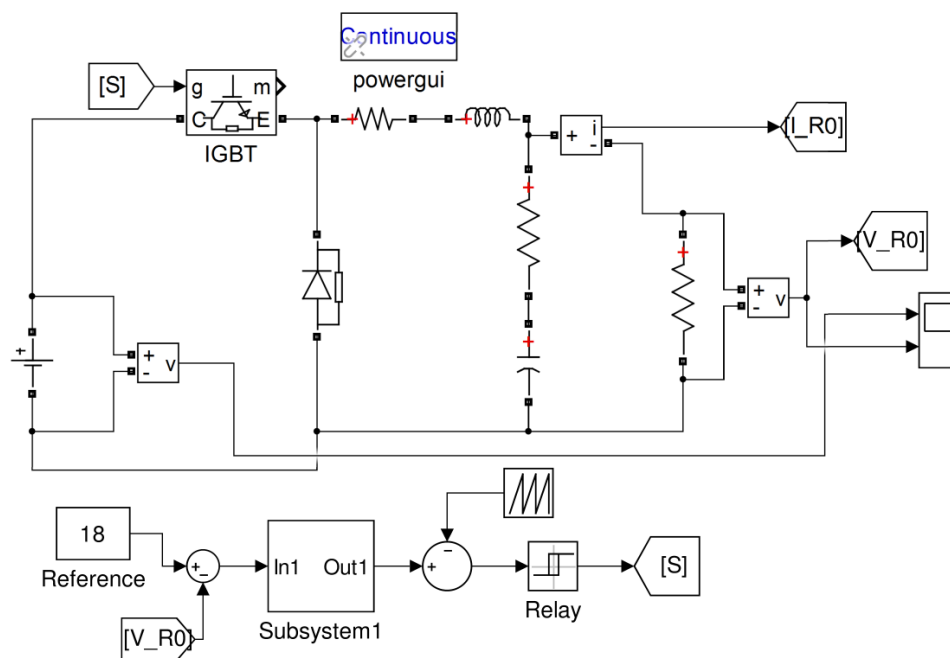 Continuous
powergui
[S]
g
m
C
E
IGBT
+
i
-
[I_R0]
[V_R0]
+
v
-
+
+
v
-
18
Reference
+
-
[V_R0]
In1
Out1
Subsystem1
-
+
Relay
[S]